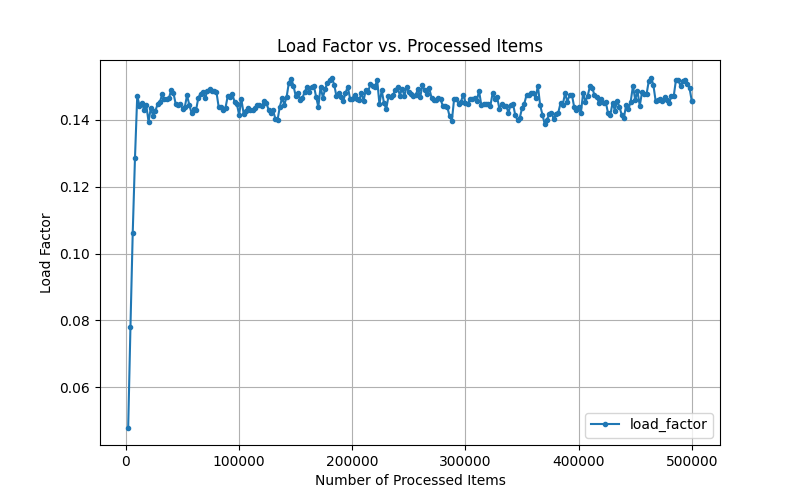 Load Factor vs. Processed Items
Load Factor
0.14
0.12
0.10
0.08
0.06
load_factor
0
100000
200000
300000
400000
500000
Number of Processed Items